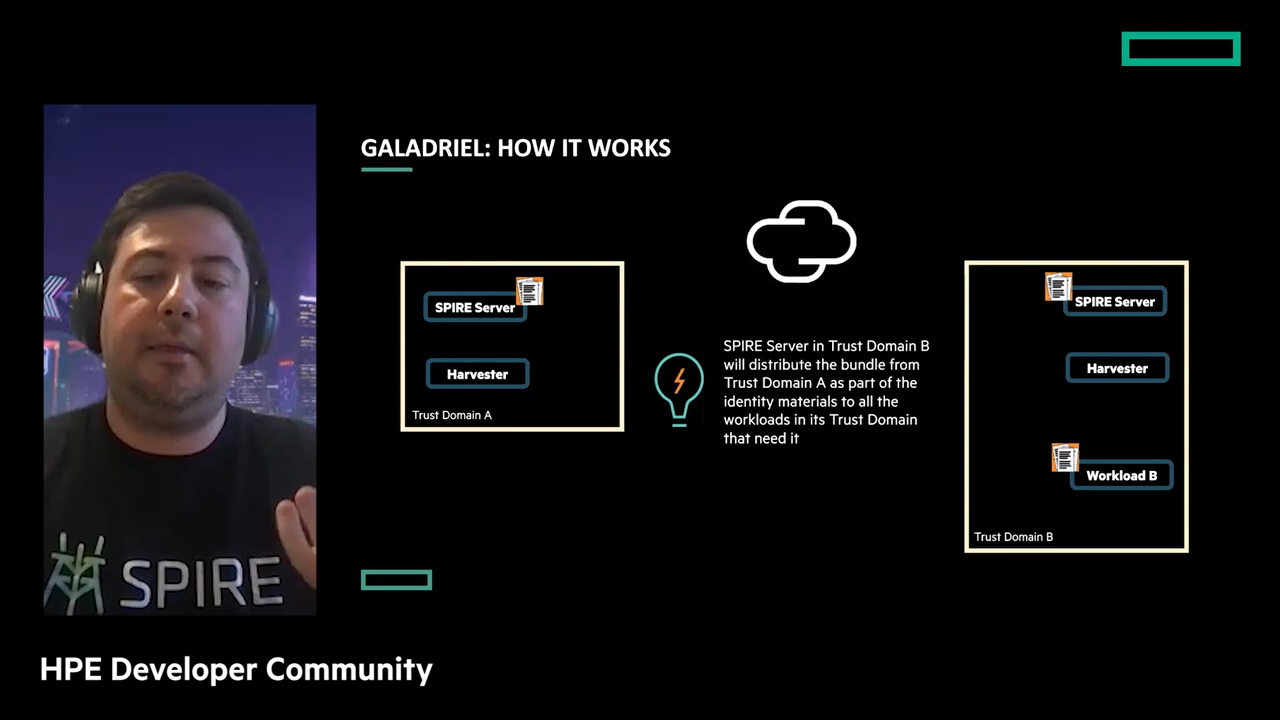 GALADRIEL: HOW IT WORKS
SPIRE Server
Harvester
Trust Domain A
SPIRE Server in Trust Domain B
will distribute the bundle from
Trust Domain A as part of the
identity materials to all the
workloads in its Trust Domain
that need it
SPIRE Server
Harvester
Workload B
Trust Domain B
SPIRE
HPE Developer Community